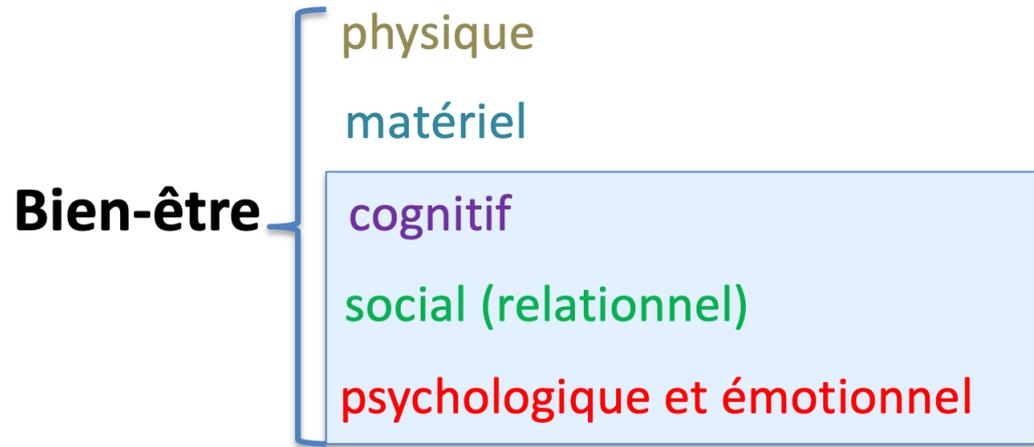 physique
matériel
Bien-être
cognitif
social (relationnel)
psychologique et émotionnel